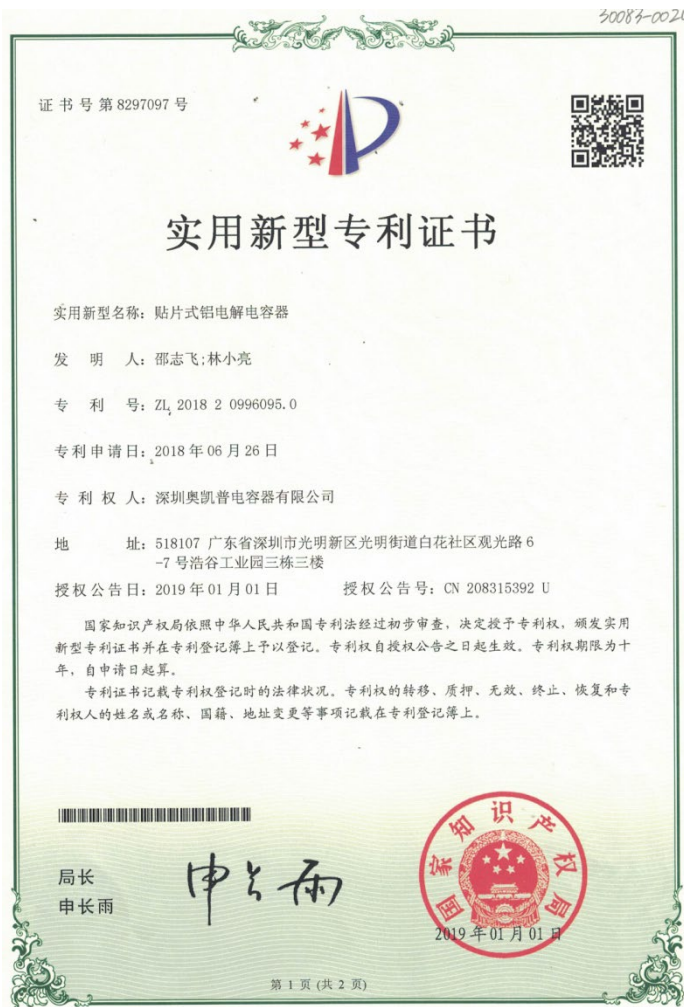 30083-002
证书号第8297097号
实用新型专利证书
实用新型名称：贴片式铝电解电容器
发 明 人：邵志飞;林小亮
专 利 号：ZL 2018 2 0996095.0
专利申请日：2018年06月26日
专 利 权 人：深圳奥凯普电容器有限公司
地 址：518107 广东省深圳市光明新区光明街道白花社区观光路6
-7号浩谷工业园三栋三楼
授权公告日：2019年01月01日 授权公告号：CN 208315392 U
国家知识产权局依照中华人民共和国专利法经过初步审查，决定授予专利权，颁发实用
新型专利证书并在专利登记簿上予以登记。专利权自授权公告之日起生效。专利权期限为十
年，自申请日起算。
专利证书记载专利权登记时的法律状况。专利权的转移、质押、无效、终止、恢复和专
利权人的姓名或名称、国籍、地址变更等事项记载在专利登记簿上。
局长
申长雨
申长雨
国家知识产权局
2019年01月01日
第 1 页 (共 2 页)